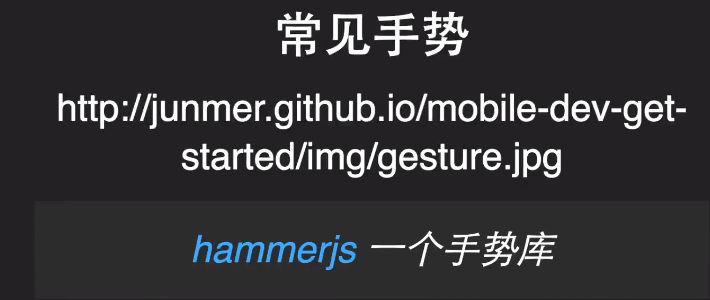 常见手势
http://junmer.github.io/mobile-dev-get-
started/img/gesture.jpg
hammerjs 一个手势库